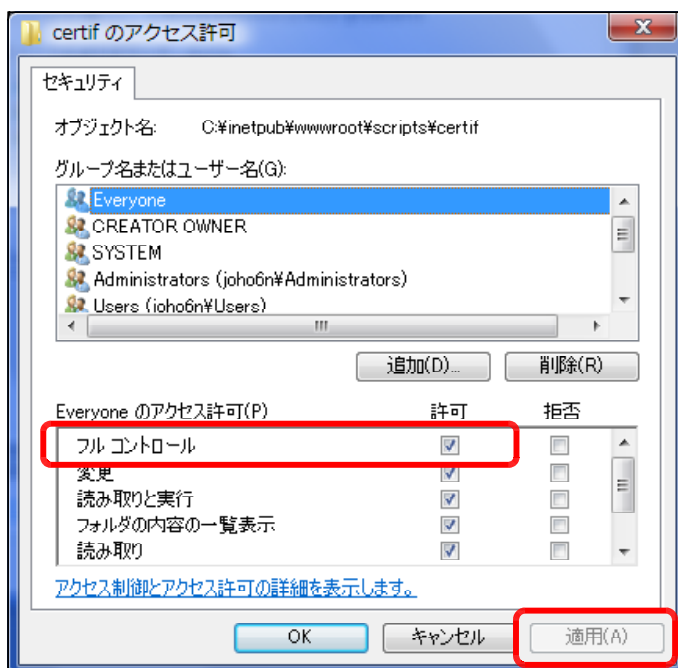 certif のアクセス許可
セキュリティ
オブジェクト名: C:¥inetpub¥wwwroot¥scripts¥certif
グループ名またはユーザー名(G):
Everyone
CREATOR OWNER
SYSTEM
Administrators (joho6n¥Administrators)
Users (joho6n¥Users)
追加(D)...
削除(R)
Everyone のアクセス許可(P) 許可 拒否
フル コントロール
変更
読み取りと実行
フォルダの内容の一覧表示
読み取り
アクセス制御とアクセス許可の詳細を表示します。
OK
キャンセル
適用(A)